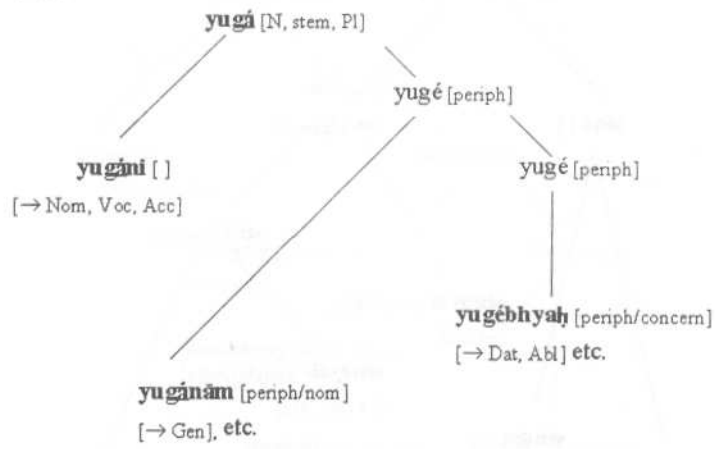 yugá [N, stem, Pl]
yugé [periph]
yugáni [ ]
yugé [periph]
[→ Nom, Voc, Acc]
yugébhyaḥ [periph/concern]
[→ Dat, Abl] etc.
yugánām [periph/nom]
[→ Gen], etc.